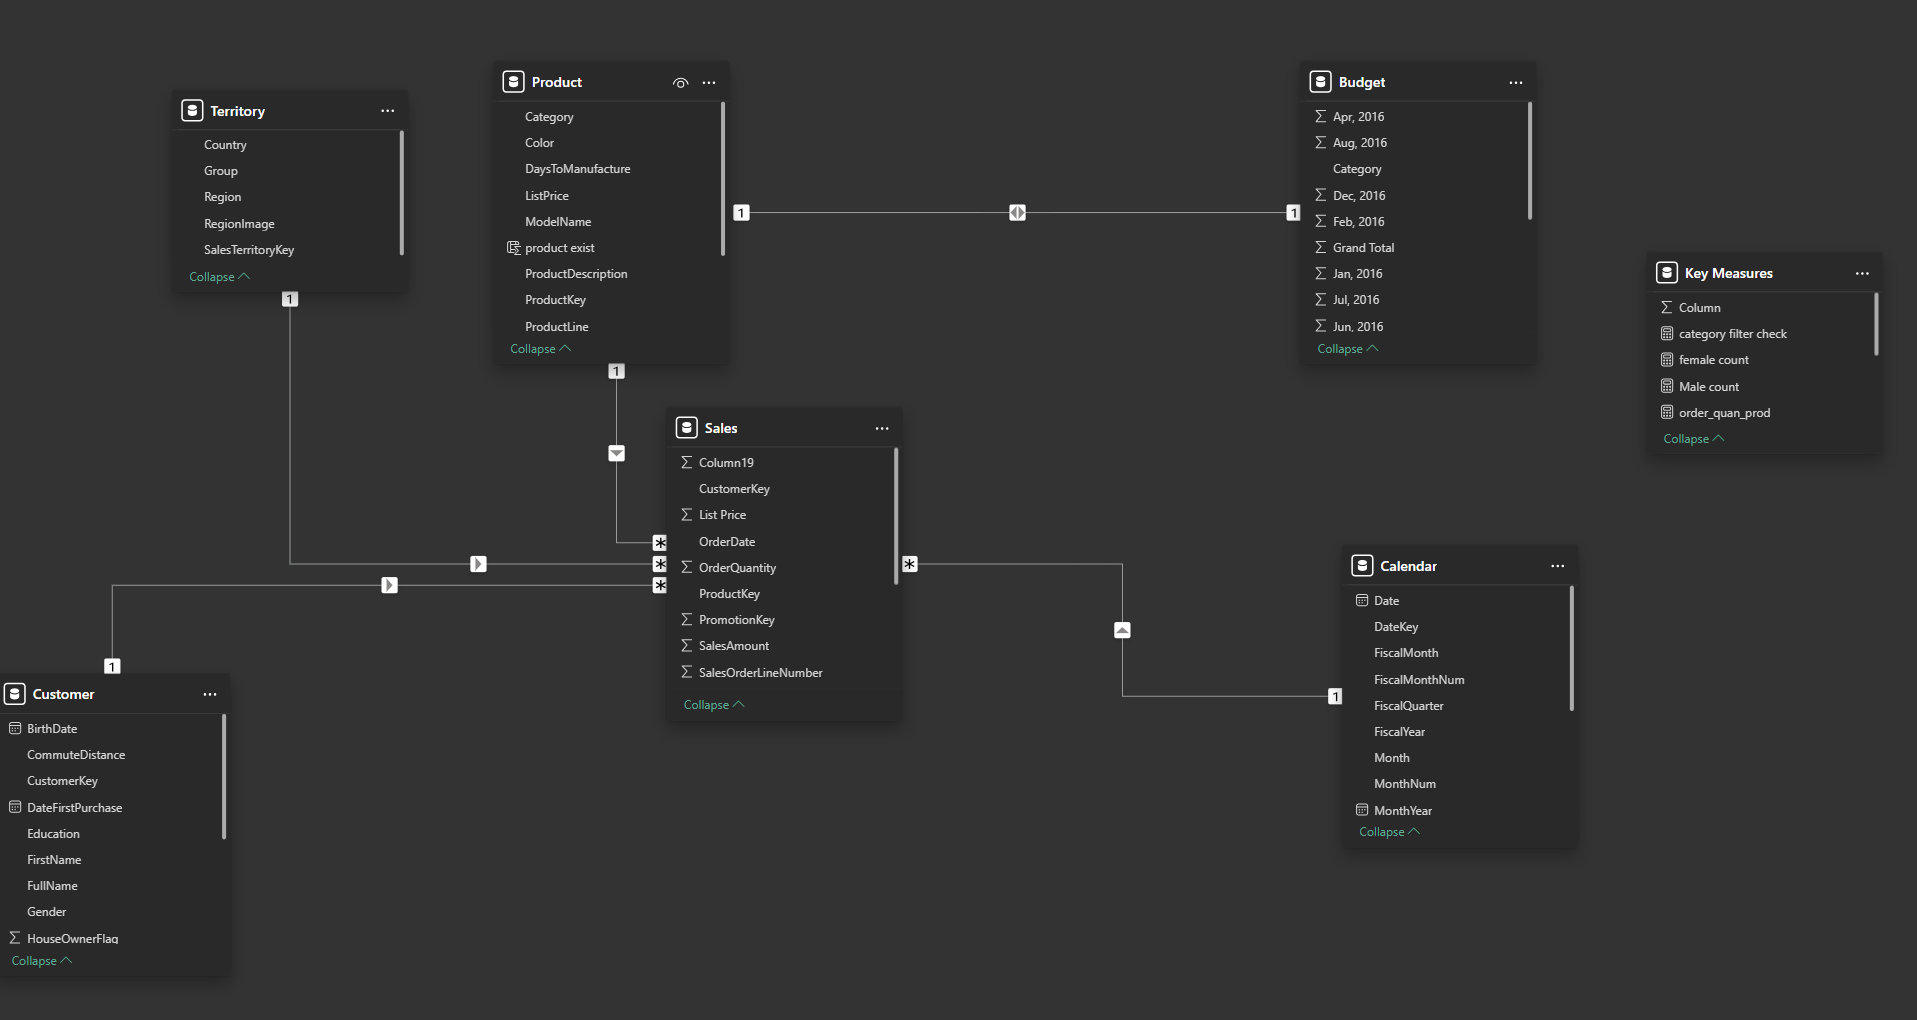 Territory
Country
Group
Region
RegionImage
SalesTerritoryKey
Collapse
1
Product
Category
Color
DaysToManufacture
ListPrice
ModelName
product exist
ProductDescription
ProductKey
ProductLine
Collapse
1
1
1
Budget
Apr, 2016
Aug, 2016
Category
Dec, 2016
Feb, 2016
Grand Total
Jan, 2016
Jul, 2016
Jun, 2016
Collapse
Key Measures
Column
category filter check
female count
Male count
order_quan_prod
Collapse
Sales
Column19
CustomerKey
List Price
OrderDate
OrderQuantity
ProductKey
PromotionKey
SalesAmount
SalesOrderLineNumber
Collapse
*
*
*
*
1
Calendar
Date
DateKey
FiscalMonth
FiscalMonthNum
FiscalQuarter
FiscalYear
Month
MonthNum
MonthYear
Collapse
1
Customer
BirthDate
CommuteDistance
CustomerKey
DateFirstPurchase
Education
FirstName
FullName
Gender
HouseOwnerFlag
Collapse